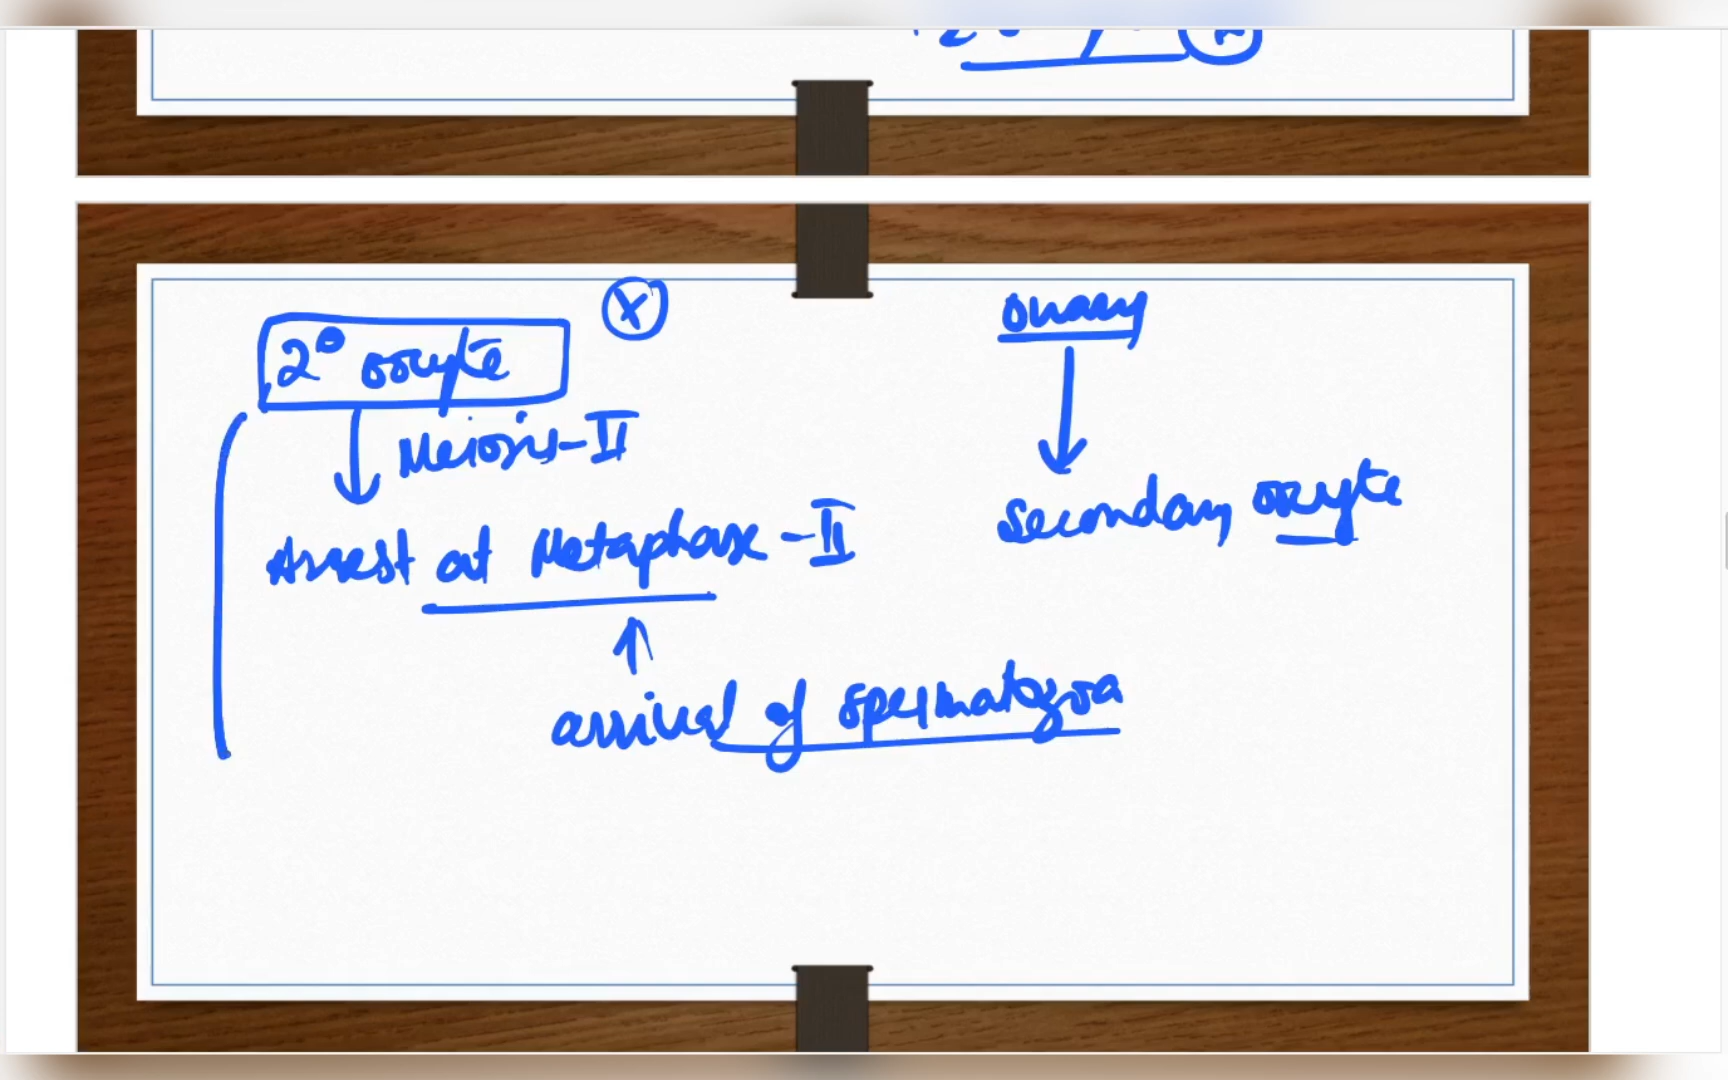 2° oocyte
X
Meiosis-II
Arrest at Metaphase-II
arrival of spermatozoa
ovary
Secondary oocyte